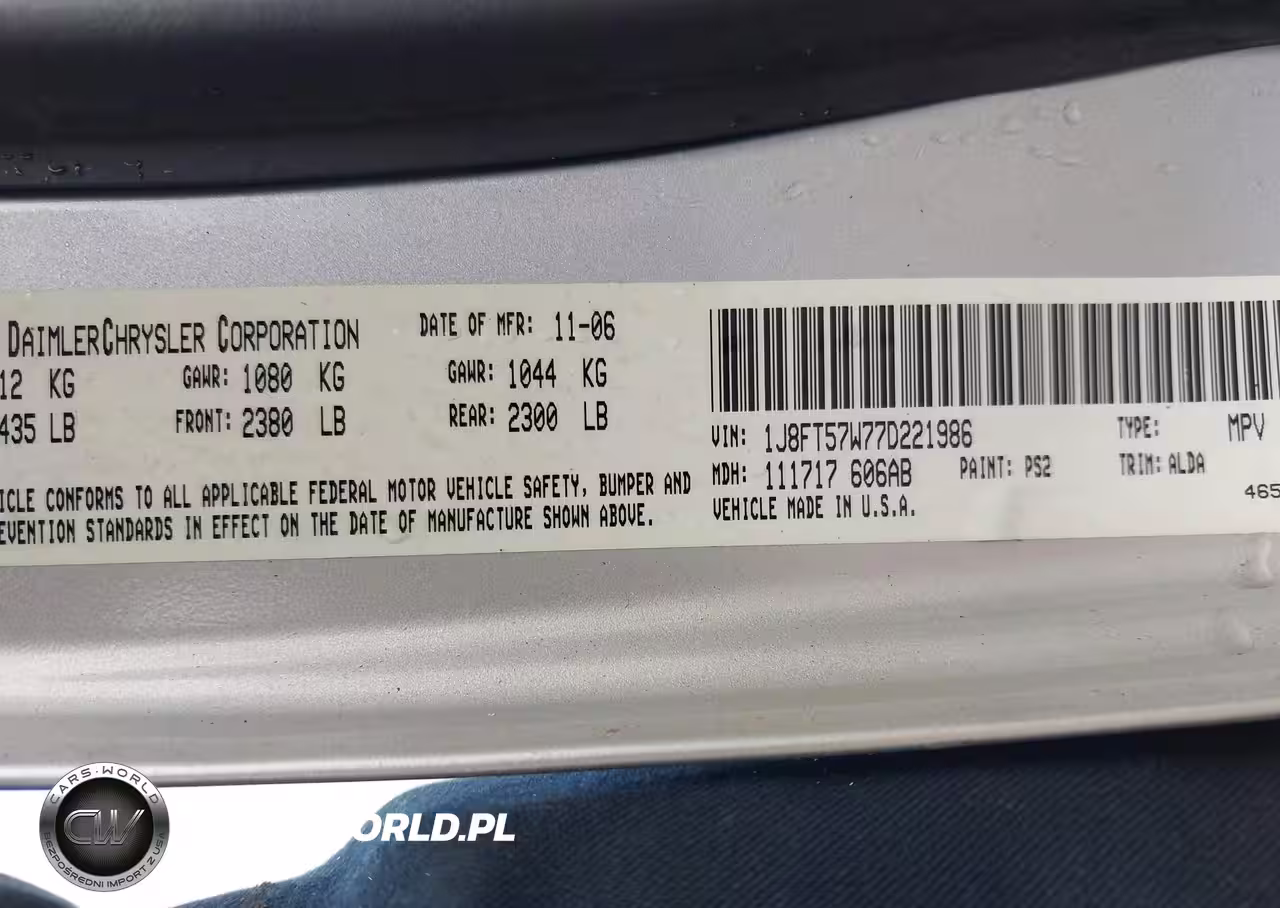 DAIMLERCHRYSLER CORPORATION DATE OF MFR: 11-06
12 KG GAWR: 1080 KG GAWR: 1044 KG
435 LB FRONT: 2380 LB REAR: 2300 LB
ICLE CONFORMS TO ALL APPLICABLE FEDERAL MOTOR VEHICLE SAFETY, BUMPER AND
EVENTION STANDARDS IN EFFECT ON THE DATE OF MANUFACTURE SHOWN ABOVE.
VIN: 1J8FT57W77D221986 TYPE: MPV
MDH: 111717 606AB PAINT: PS2 TRIM: ALDA
VEHICLE MADE IN U.S.A. 465
CARS-WORLD
CW
BEZPOŚREDNI IMPORT Z USA
ORLD.PL